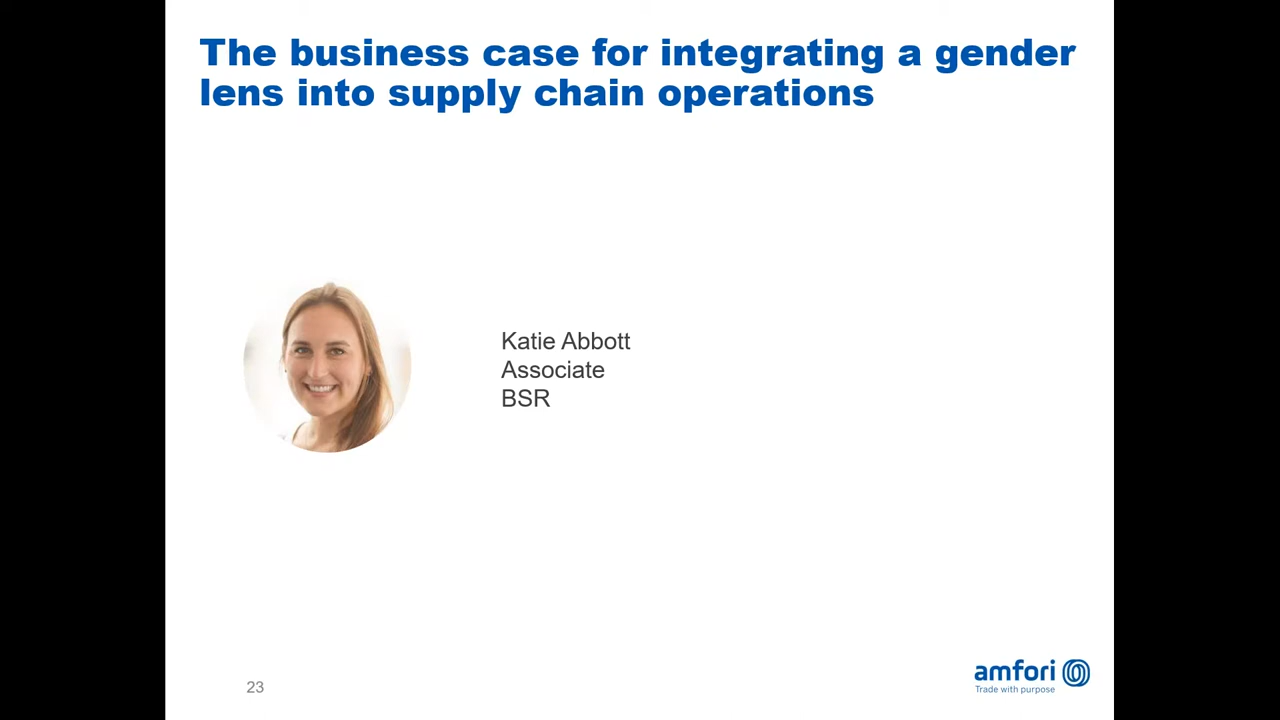 The business case for integrating a gender
lens into supply chain operations
Katie Abbott
Associate
BSR
23
amfori
Trade with purpose